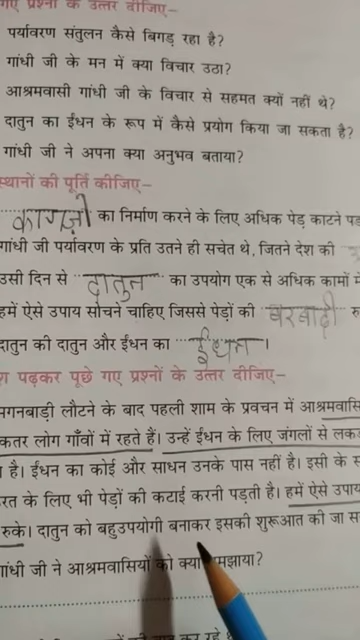 गए प्रश्नों के उत्तर दीजिए–
पर्यावरण संतुलन कैसे बिगड़ रहा है?
गांधी जी के मन में क्या विचार उठा?
आश्रमवासी गांधी जी के विचार से सहमत क्यों नहीं थे?
दातुन का ईंधन के रूप में कैसे प्रयोग किया जा सकता है?
गांधी जी ने अपना क्या अनुभव बताया?
स्थानों की पूर्ति कीजिए–
कागज़ों का निर्माण करने के लिए अधिक पेड़ काटने पड़
गांधी जी पर्यावरण के प्रति उतने ही सचेत थे, जितने देश की
उसी दिन से दातुन का उपयोग एक से अधिक कामों में
हमें ऐसे उपाय सोचने चाहिए जिससे पेड़ों की बरबादी रु
दातुन की दातुन और ईंधन का ईंधन ।
पढ़कर पूछे गए प्रश्नों के उत्तर दीजिए–
मगनबाड़ी लौटने के बाद पहली शाम के प्रवचन में आश्रमवासि
कतर लोग गाँवों में रहते हैं। उन्हें ईंधन के लिए जंगलों से लकड
है। ईंधन का कोई और साधन उनके पास नहीं है। इसी के स
रत के लिए भी पेड़ों की कटाई करनी पड़ती है। हमें ऐसे उपाय
रुके। दातुन को बहुउपयोगी बनाकर इसकी शुरूआत की जा स
गांधी जी ने आश्रमवासियों को क्या समझाया?